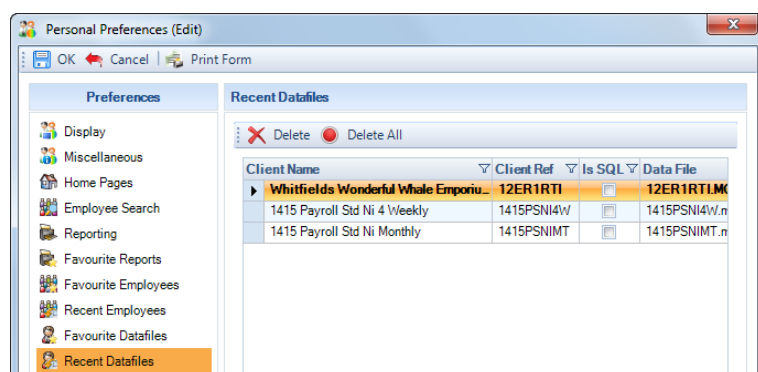 Personal Preferences (Edit)
OK Cancel Print Form
Preferences
Recent Datafiles
Display
Miscellaneous
Home Pages
Employee Search
Reporting
Favourite Reports
Favourite Employees
Recent Employees
Favourite Datafiles
Recent Datafiles
Delete Delete All
Client Name Client Ref Is SQL Data File
Whitfields Wonderful Whale Emporiu... 12ER1RTI 12ER1RTI.M
1415 Payroll Std Ni 4 Weekly 1415PSNI4W 1415PSNI4W.m
1415 Payroll Std Ni Monthly 1415PSNIMT 1415PSNIMT.m